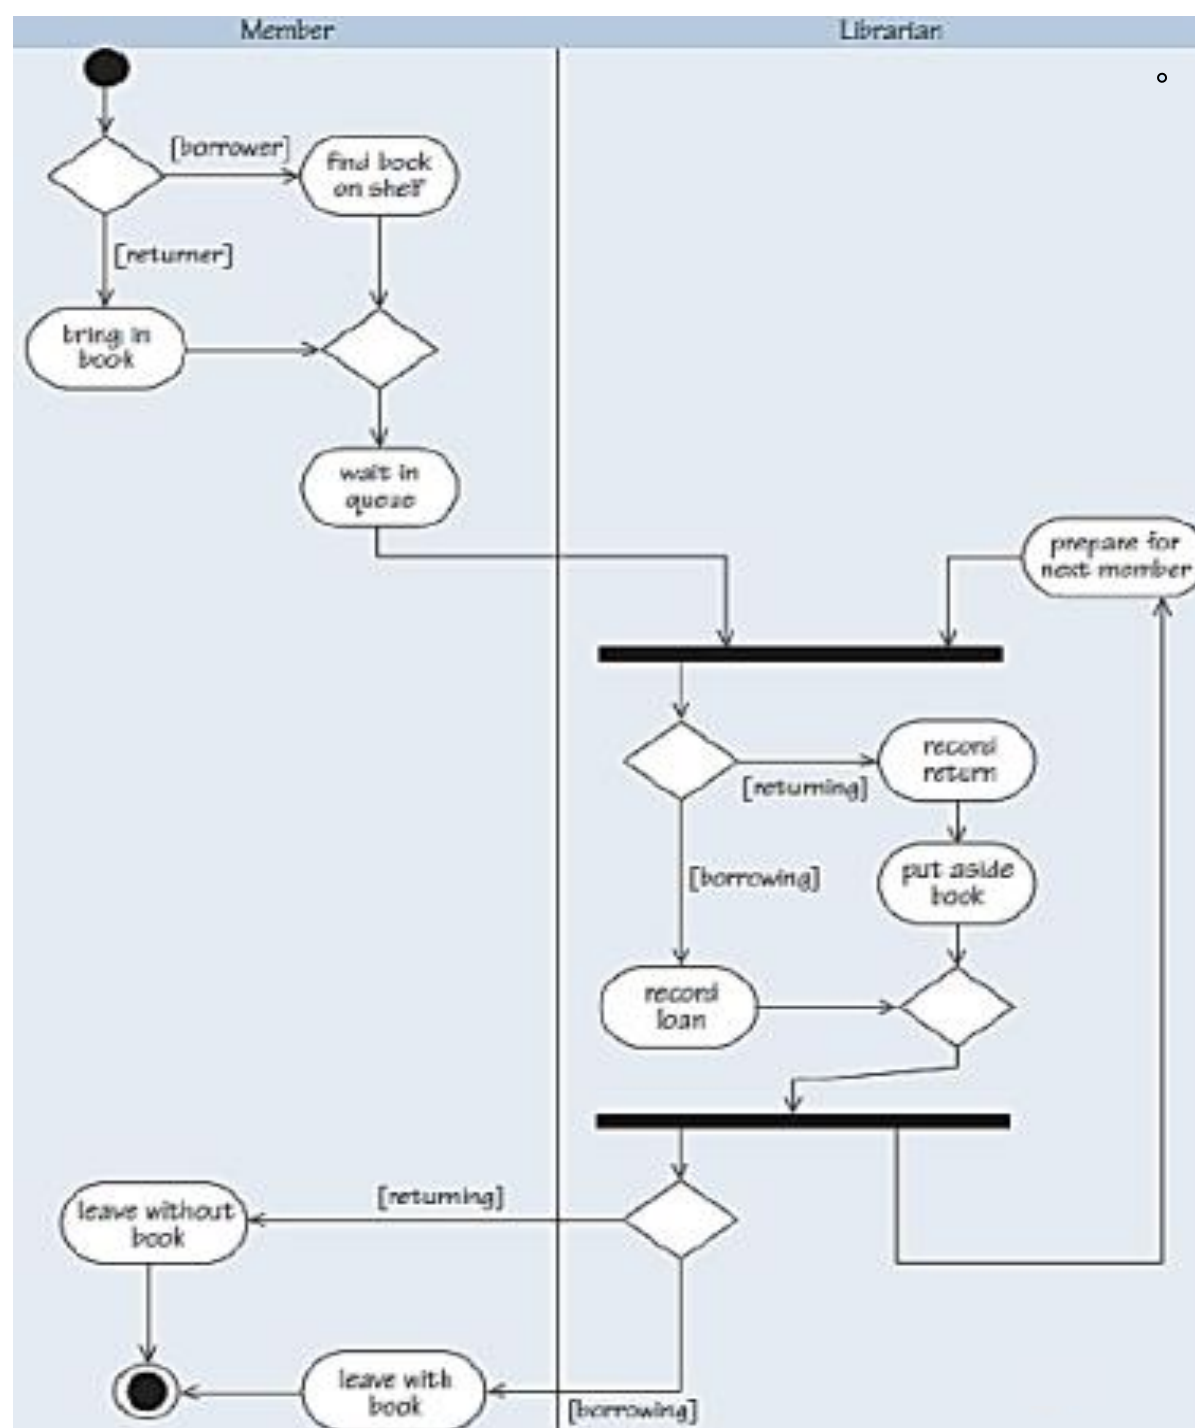 Member
Librarian
[borrower]
find book
on shelf
[returner]
bring in
book
wait in
queue
prepare for
next member
record
return
[returning]
put aside
book
[borrowing]
record
loan
[returning]
leave without
book
leave with
book
[borrowing]